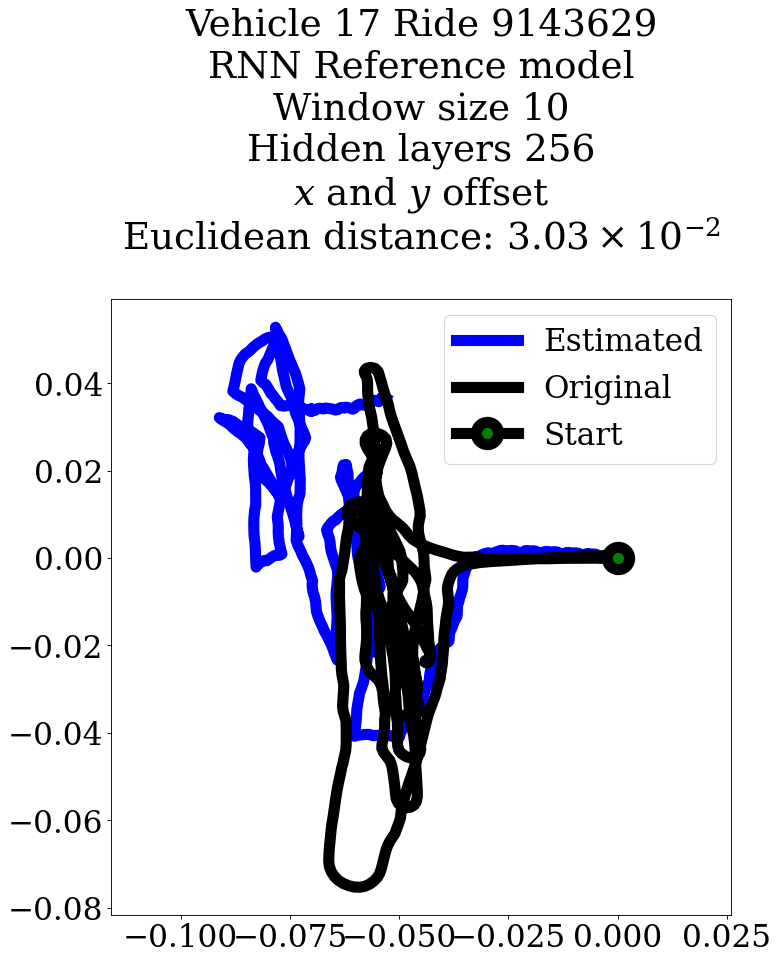 Vehicle 17 Ride 9143629
RNN Reference model
Window size 10
Hidden layers 256
x and y offset
Euclidean distance: 3.03 × 10⁻²
Estimated
Original
Start
0.04
0.02
0.00
−0.02
−0.04
−0.06
−0.08
−0.100 −0.075 −0.050 −0.025 0.000 0.025